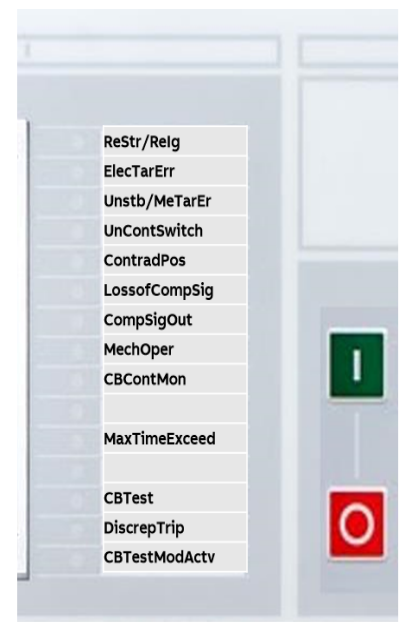 ReStr/ReIg
ElecTarErr
Unstb/MeTarEr
UnContSwitch
ContradPos
LossofCompSig
CompSigOut
MechOper
CBContMon
MaxTimeExceed
CBTest
DiscrepTrip
CBTestModActv
I
O